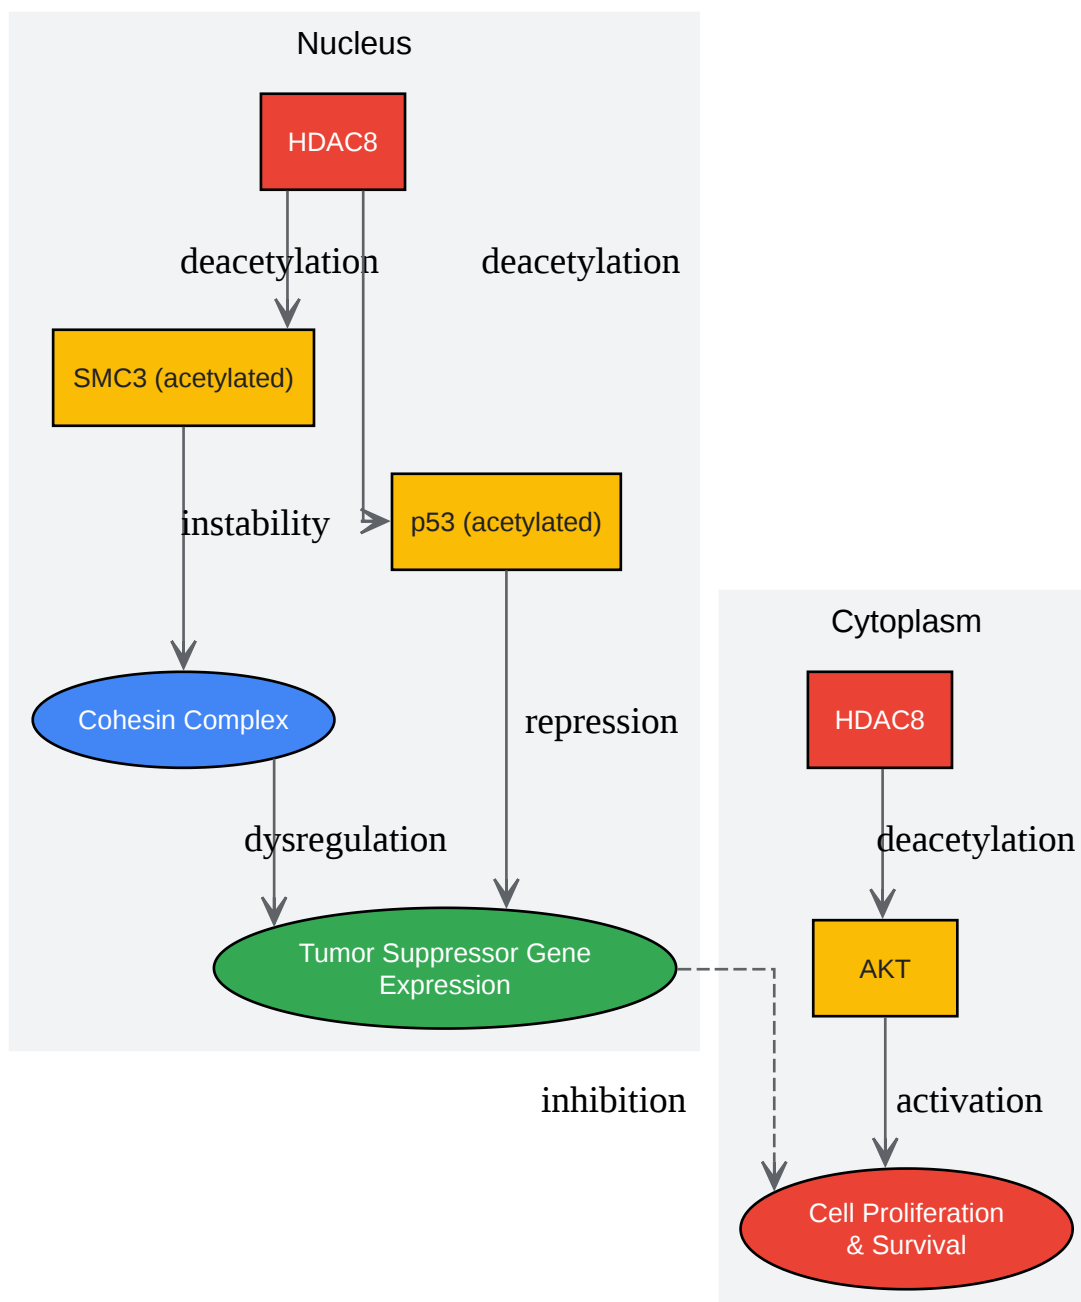 Nucleus
HDAC8
deacetylation
deacetylation
SMC3 (acetylated)
instability
p53 (acetylated)
Cytoplasm
HDAC8
Cohesin Complex
repression
deacetylation
dysregulation
Tumor Suppressor Gene
Expression
AKT
inhibition
activation
Cell Proliferation
& Survival